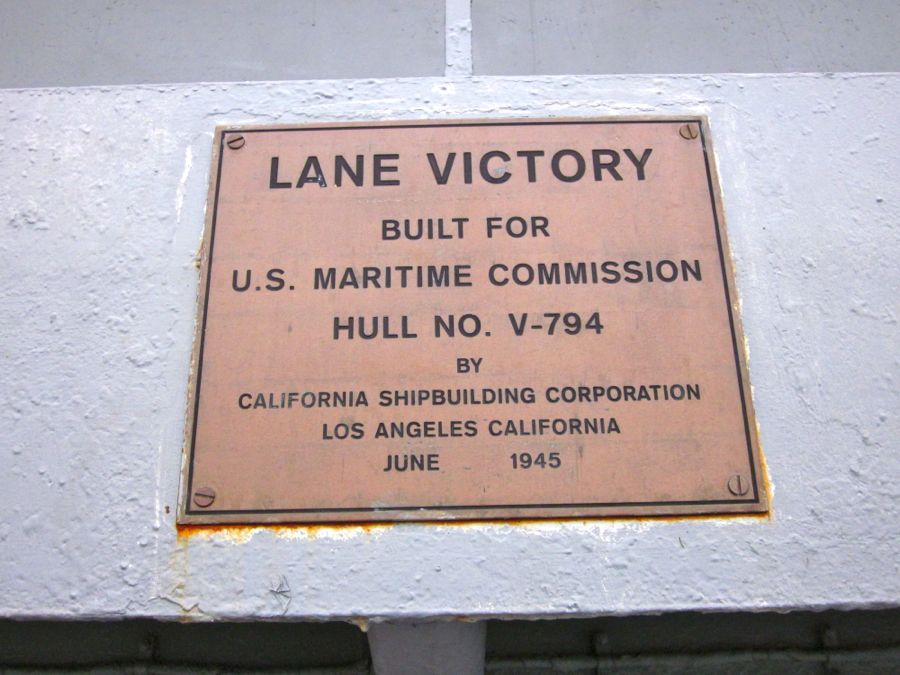 LANE VICTORY
BUILT FOR
U.S. MARITIME COMMISSION
HULL NO. V-794
BY
CALIFORNIA SHIPBUILDING CORPORATION
LOS ANGELES CALIFORNIA
JUNE 1945